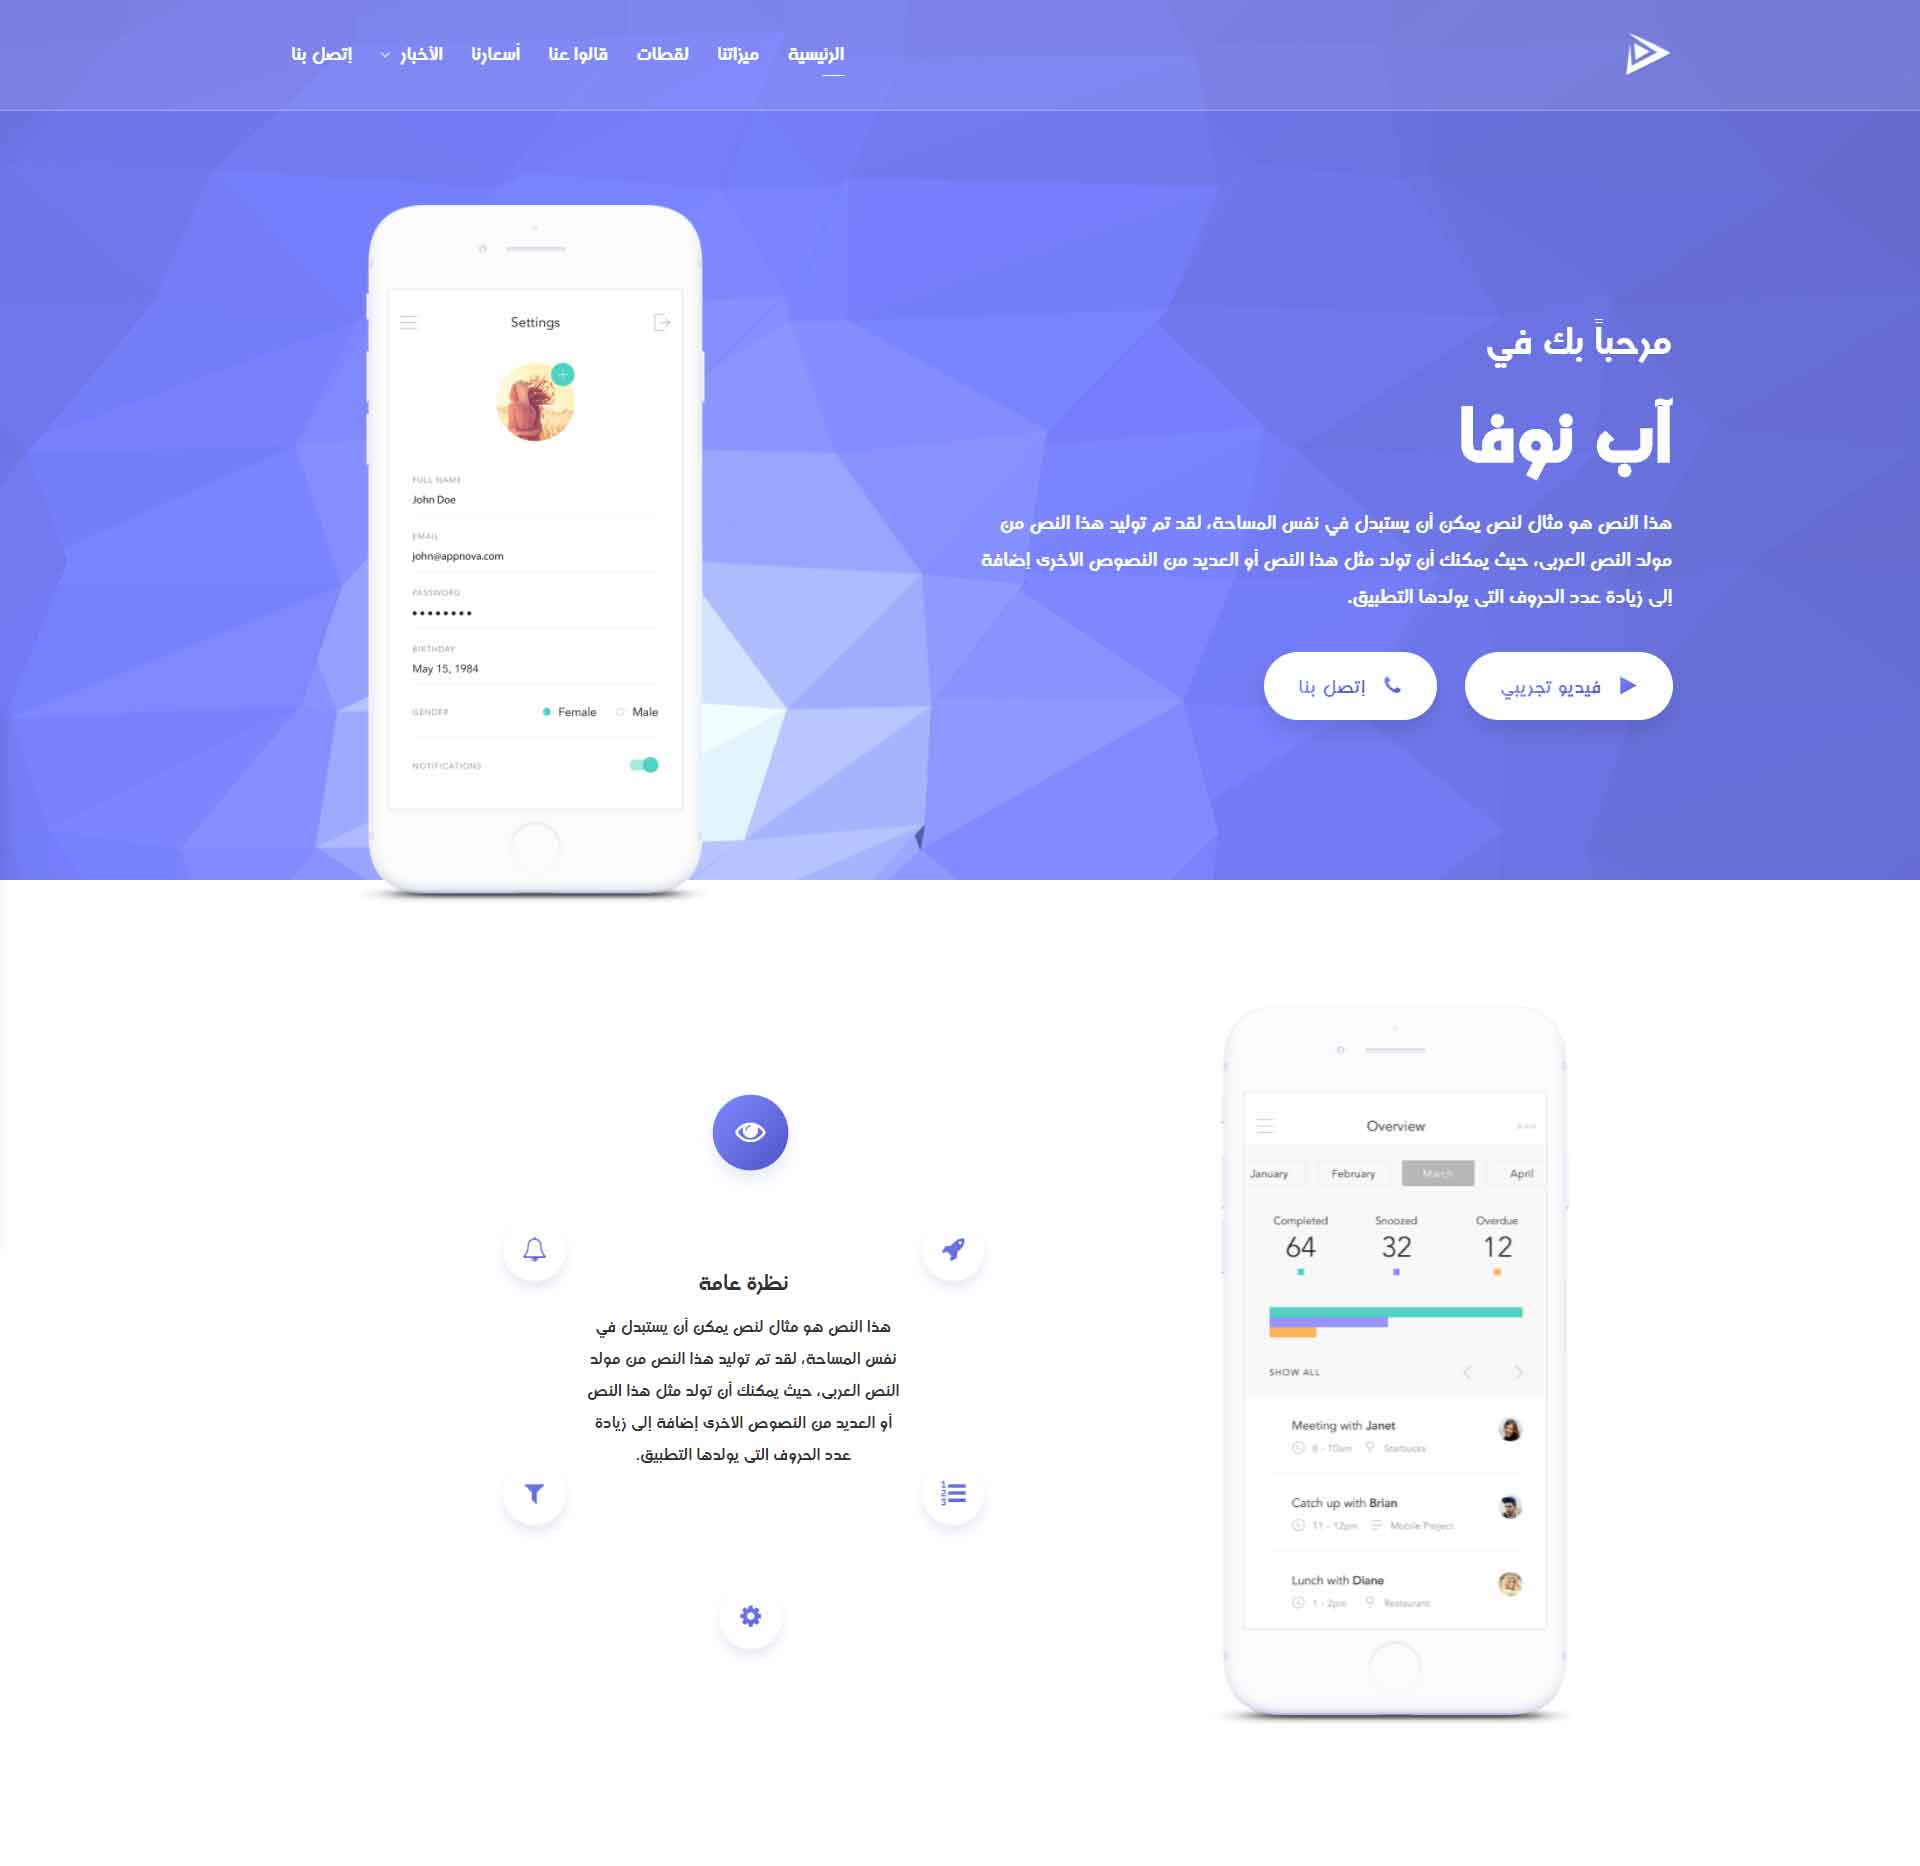 الرئيسية
ميزاتنا
لقطات
قالوا عنا
أسعارنا
الأخبار
إتصل بنا
مرحباً بك في
آب نوفا
هذا النص هو مثال لنص يمكن أن يستبدل في نفس المساحة، لقد تم توليد هذا النص من
مولد النص العربى، حيث يمكنك أن تولد مثل هذا النص أو العديد من النصوص الاخرى إضافة
إلى زيادة عدد الحروف التى يولدها التطبيق.
فيديو تجريبي
إتصل بنا
Settings
FULL NAME
John Doe
EMAIL
john@appnova.com
PASSWORD
BIRTHDAY
May 15, 1984
GENDER
Female
Male
NOTIFICATIONS
Overview
January
February
March
April
Completed
Snoozed
Overdue
64
32
12
SHOW ALL
Meeting with Janet
8 - 10am
Starbucks
Catch up with Brian
11 - 12pm
Mobile Project
Lunch with Diane
1 - 2pm
Restaurant
نظرة عامة
هذا النص هو مثال لنص يمكن أن يستبدل في
نفس المساحة، لقد تم توليد هذا النص من مولد
النص العربى، حيث يمكنك أن تولد مثل هذا النص
أو العديد من النصوص الاخرى إضافة إلى زيادة
عدد الحروف التى يولدها التطبيق.